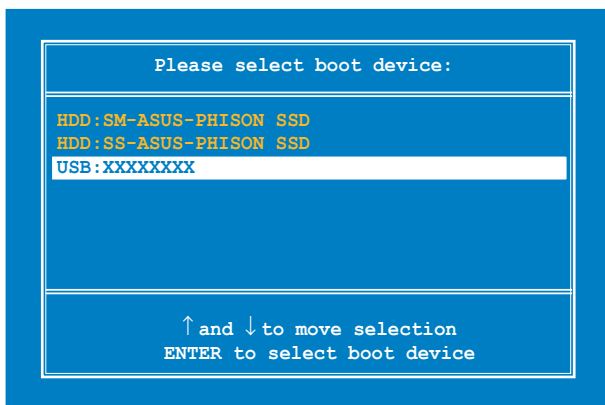 Please select boot device:
HDD:SM-ASUS-PHISON SSD
HDD:SS-ASUS-PHISON SSD
USB:XXXXXXXX
↑and ↓to move selection
ENTER to select boot device